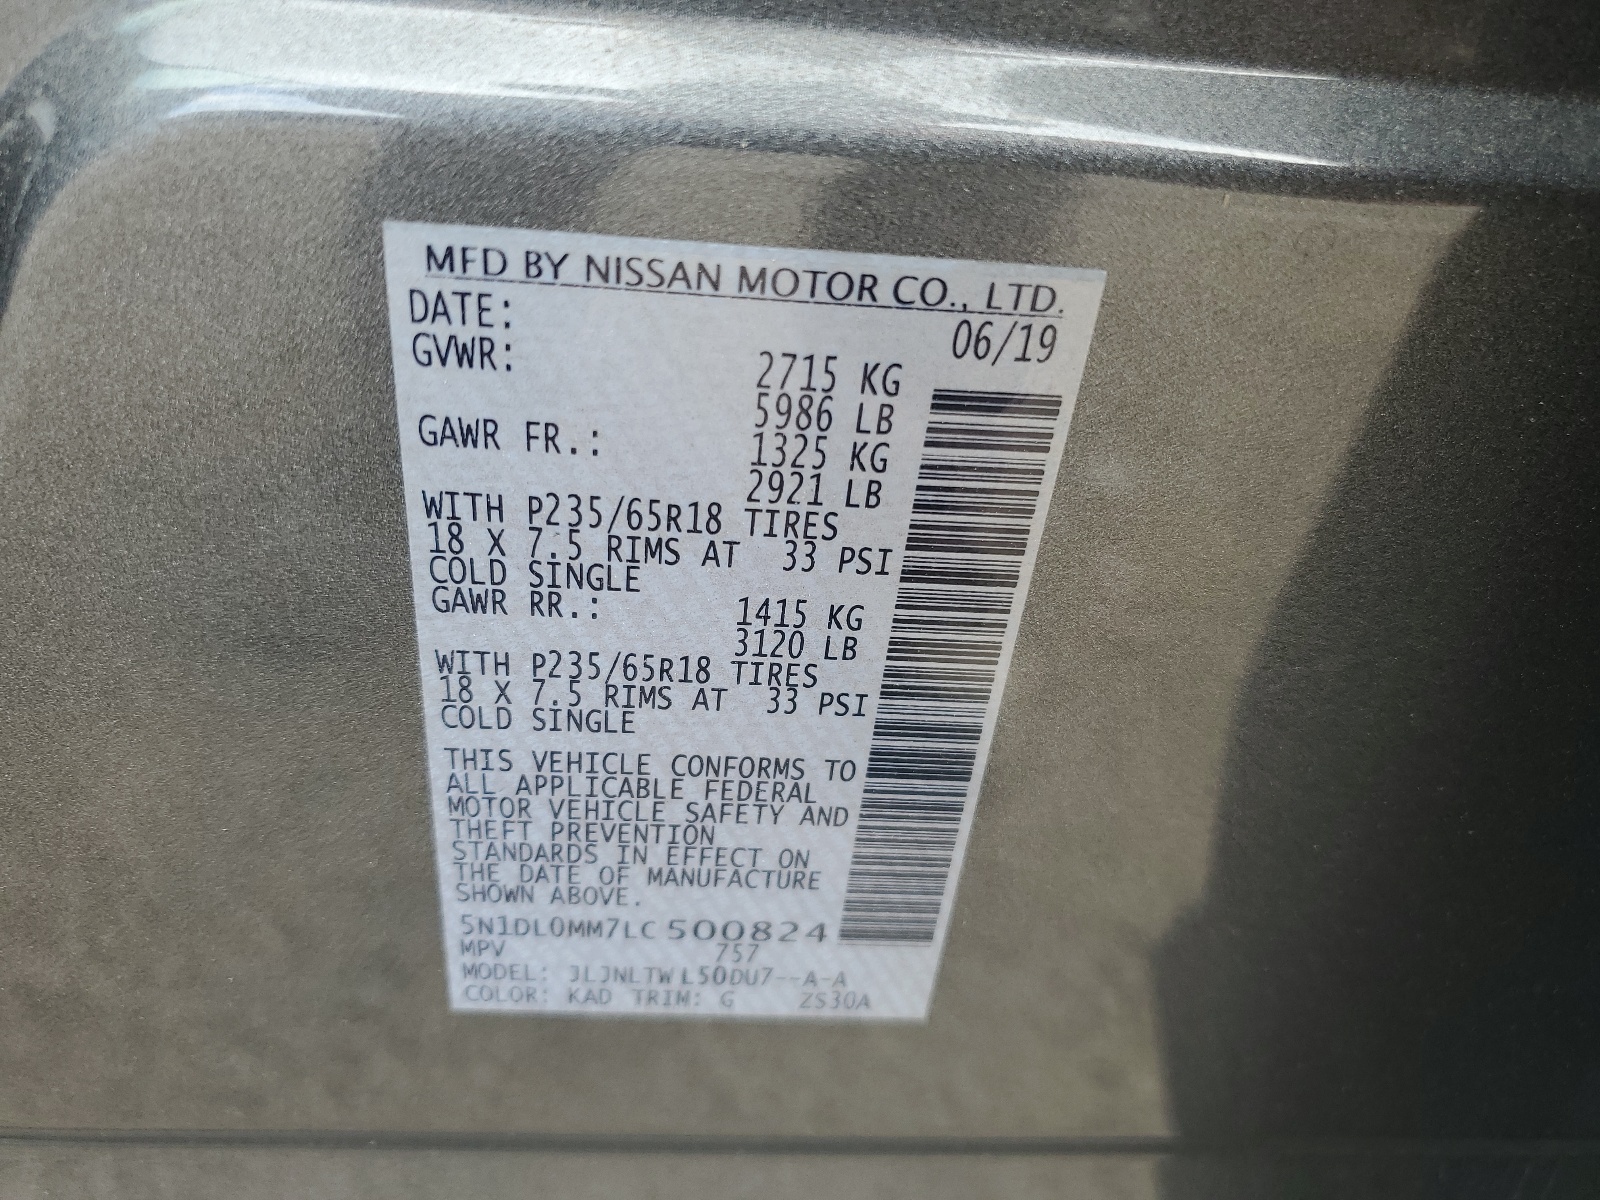 MFD BY NISSAN MOTOR CO., LTD.
DATE: 06/19
GVWR: 2715 KG
5986 LB
GAWR FR.: 1325 KG
2921 LB
WITH P235/65R18 TIRES
18 X 7.5 RIMS AT 33 PSI
COLD SINGLE
GAWR RR.: 1415 KG
3120 LB
WITH P235/65R18 TIRES
18 X 7.5 RIMS AT 33 PSI
COLD SINGLE
THIS VEHICLE CONFORMS TO
ALL APPLICABLE FEDERAL
MOTOR VEHICLE SAFETY AND
THEFT PREVENTION
STANDARDS IN EFFECT ON
THE DATE OF MANUFACTURE
SHOWN ABOVE.
5N1DL0MM7LC 500824
MPV 757
MODEL: JLJNLTW L50DU7--A-A
COLOR: KAD TRIM: G ZS30A